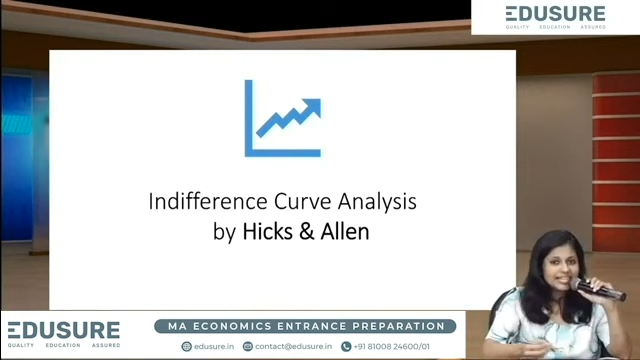 EDUSURE
QUALITY EDUCATION ASSURED
Indifference Curve Analysis
by Hicks & Allen
EDUSURE
QUALITY EDUCATION ASSURED
MA ECONOMICS ENTRANCE PREPARATION
edusure.in contact@edusure.in +91 81008 24600/01